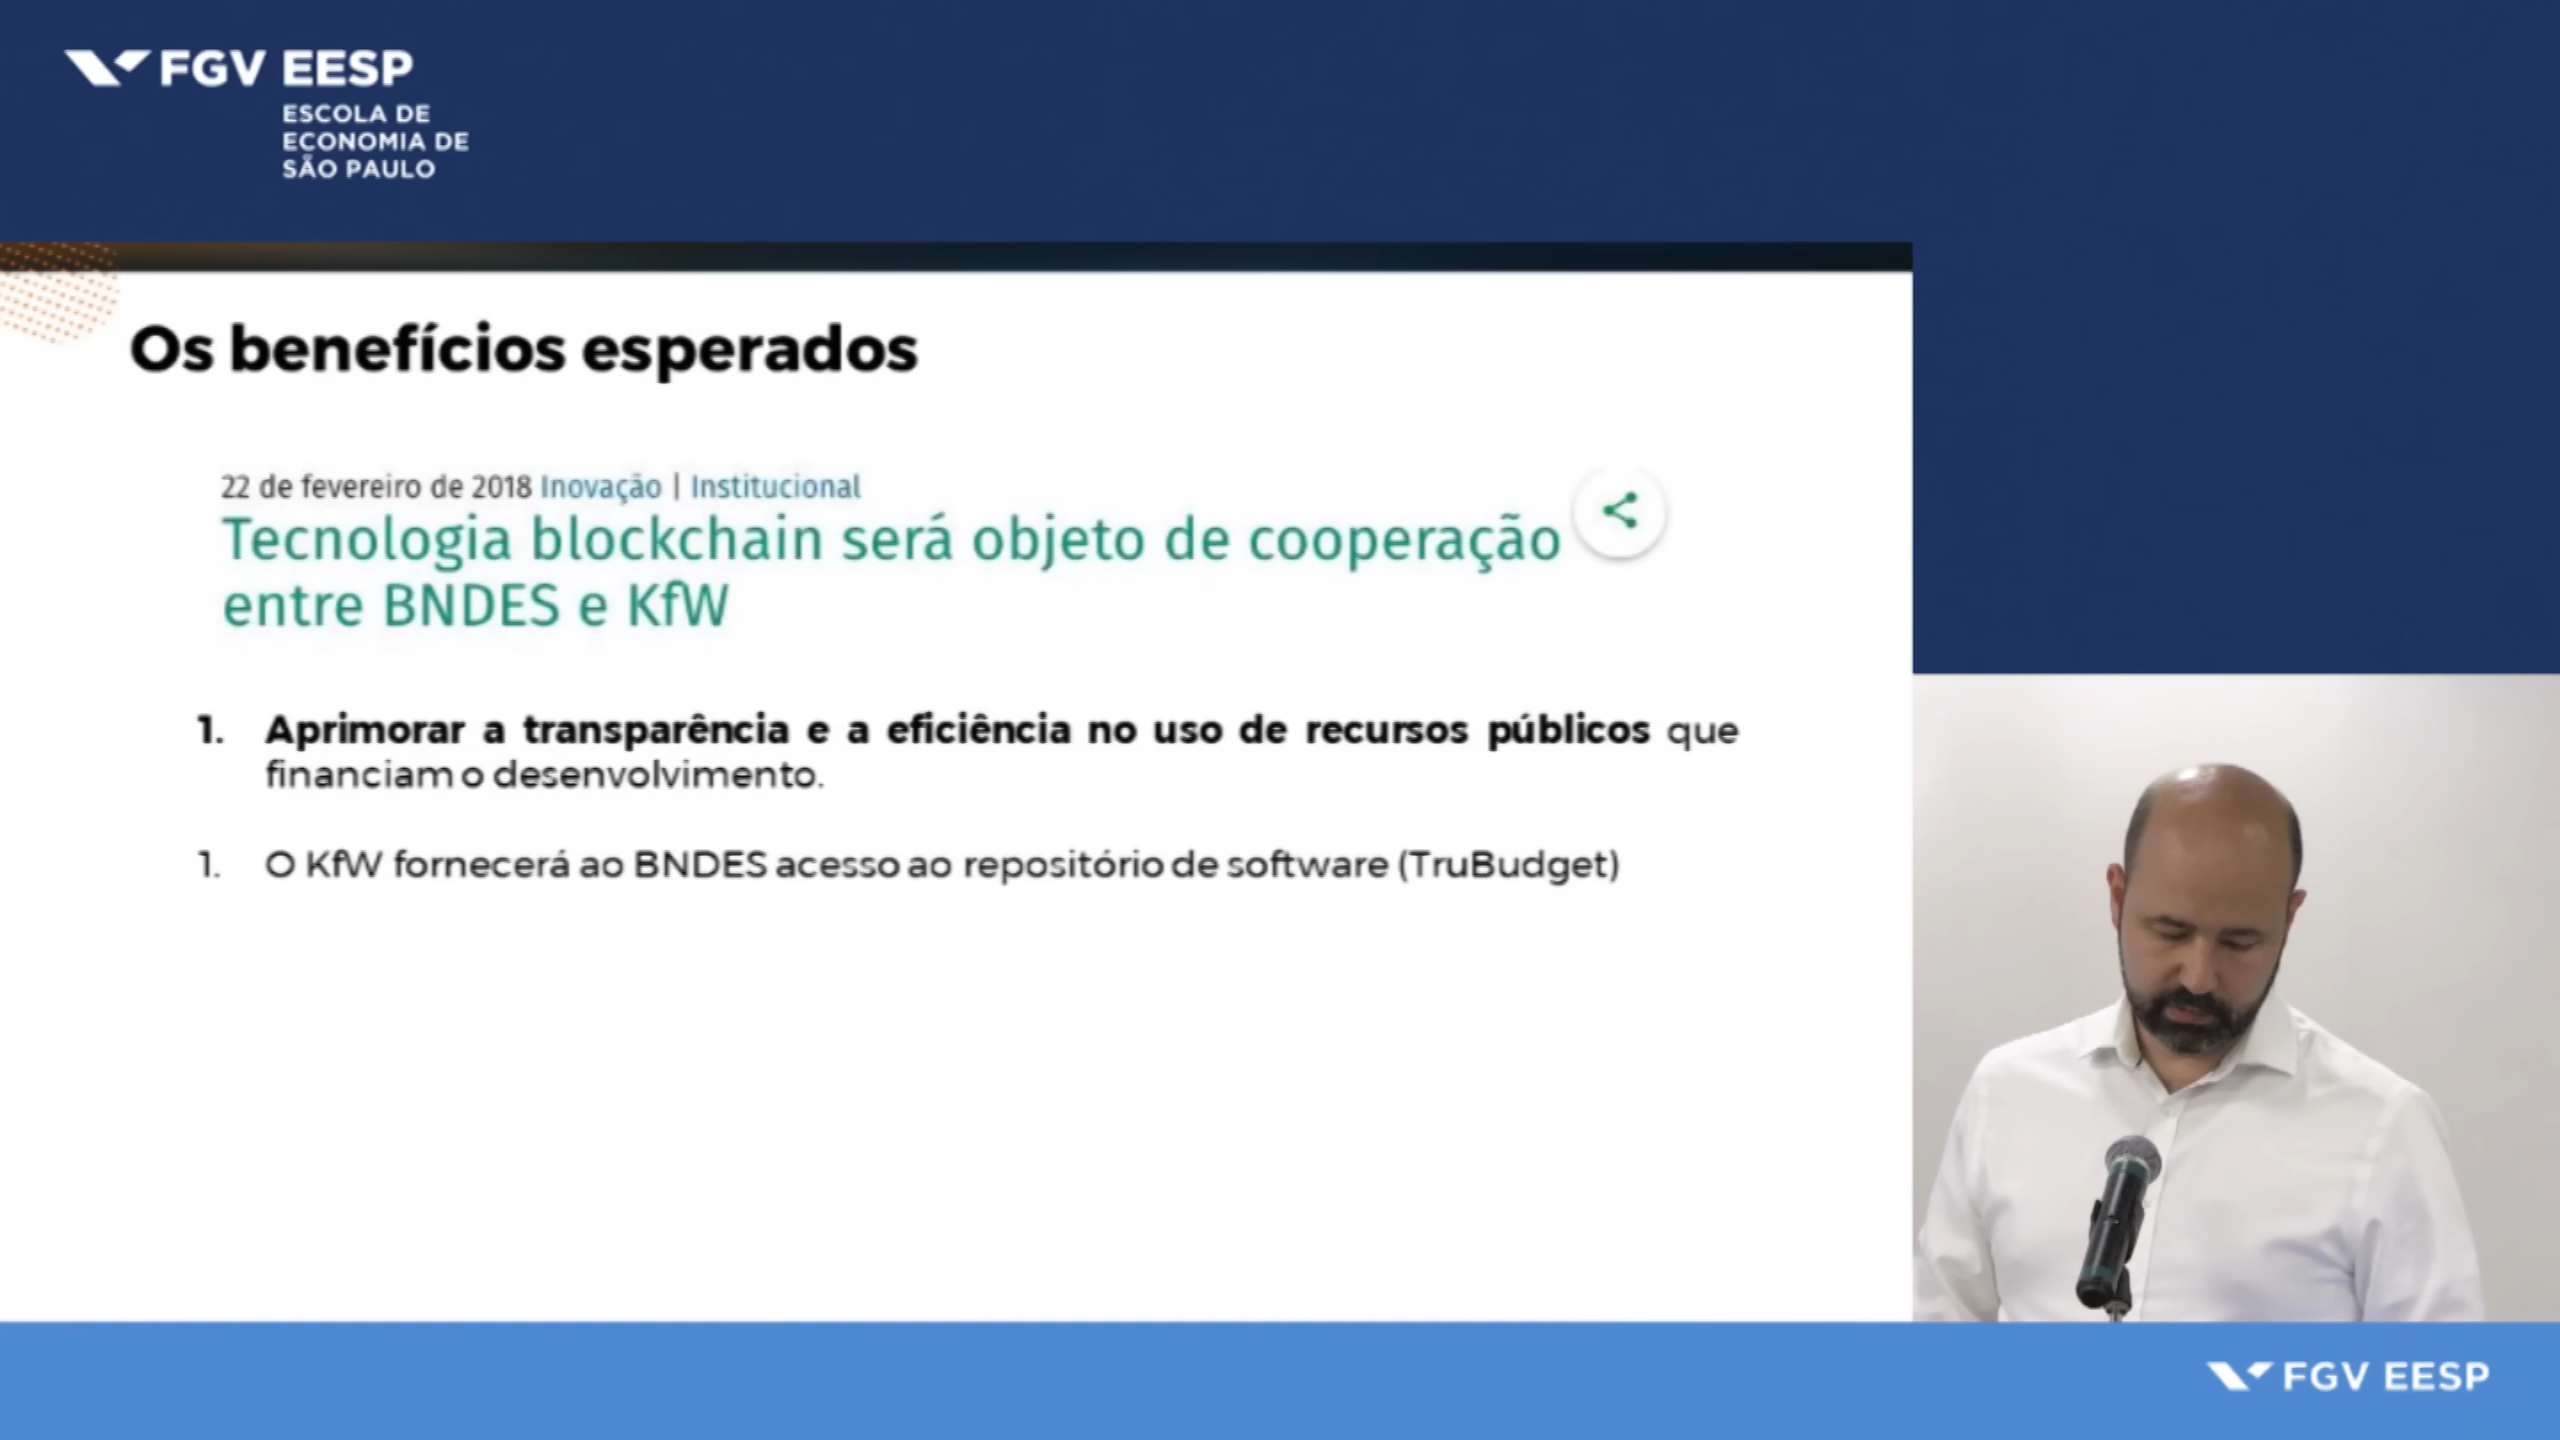 FGV EESP
ESCOLA DE
ECONOMIA DE
SÃO PAULO
Os benefícios esperados
22 de fevereiro de 2018 Inovação | Institucional
Tecnologia blockchain será objeto de cooperação
entre BNDES e KfW
1. Aprimorar a transparência e a eficiência no uso de recursos públicos que
financiam o desenvolvimento.
1. O KfW fornecerá ao BNDES acesso ao repositório de software (TruBudget)
FGV EESP